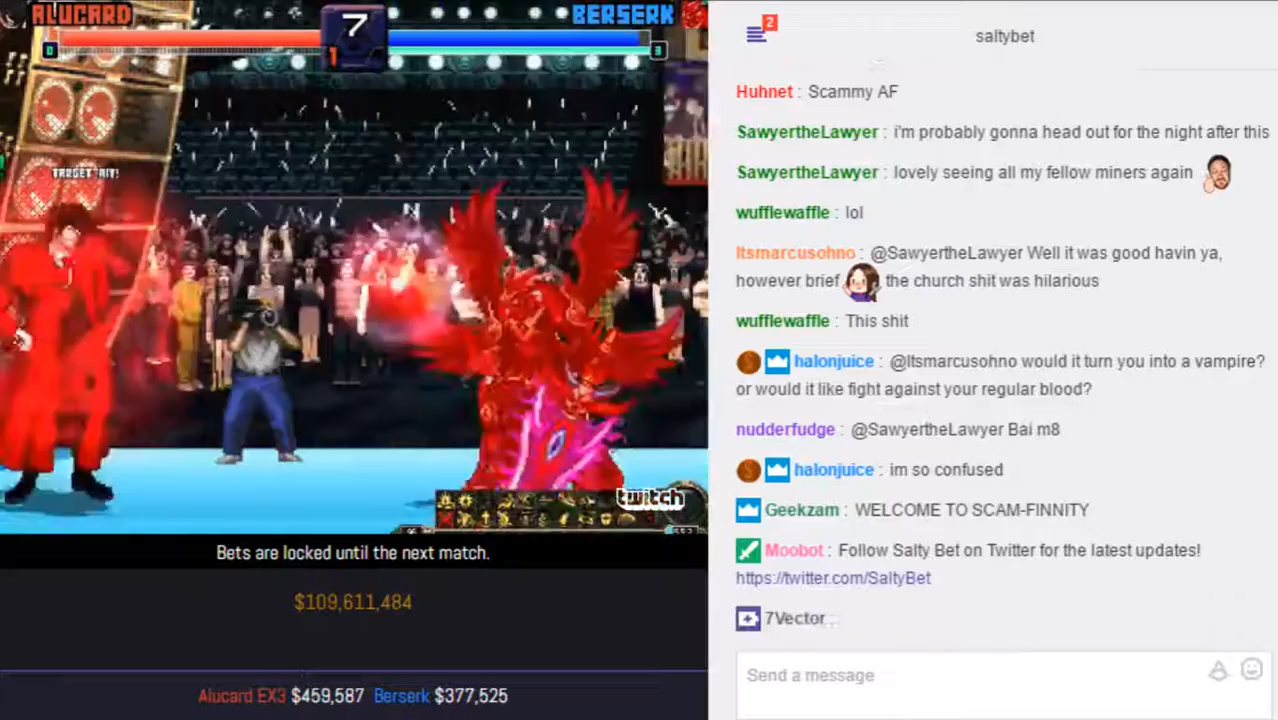 ALUCARD
7
BERSERK
0
1
3
TARGET
twitch
Bets are locked until the next match.
$109,611,484
Alucard EX3 $459,587 Berserk $377,525
2
saltybet
Huhnet : Scammy AF
SawyertheLawyer : i'm probably gonna head out for the night after this
SawyertheLawyer : lovely seeing all my fellow miners again
wufflewaffle : lol
Itsmarcusohno : @SawyertheLawyer Well it was good havin ya,
however brief the church shit was hilarious
wufflewaffle : This shit
halonjuice : @Itsmarcusohno would it turn you into a vampire?
or would it like fight against your regular blood?
nudderfudge : @SawyertheLawyer Bai m8
halonjuice : im so confused
Geekzam : WELCOME TO SCAM-FINNITY
Moobot : Follow Salty Bet on Twitter for the latest updates!
https://twitter.com/SaltyBet
7Vector :
Send a message